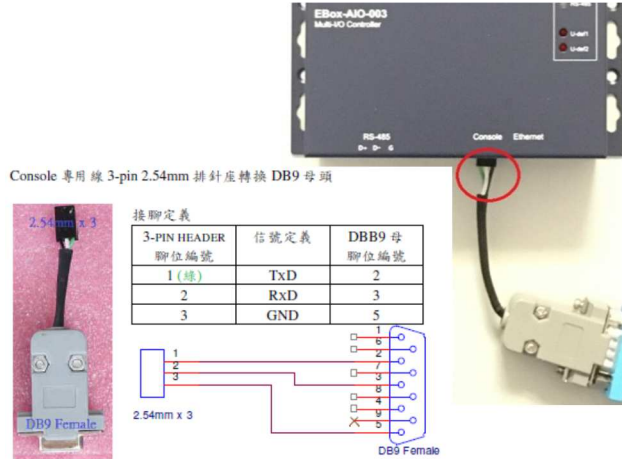 EBox-AIO-003
Multi-I/O Controller
RS-485
U-def1
U-def2
RS-485
D+ D- G
Console Ethernet
Console 專用線 3-pin 2.54mm 排針座轉換 DB9 母頭
2.54mm x 3
DB9 Female
接腳定義
3-PIN HEADER 腳位編號 信號定義 DBB9 母 腳位編號
1 (綠) TxD 2
2 RxD 3
3 GND 5
1
2
3
2.54mm x 3
1
6
2
7
3
8
4
9
5
DB9 Female